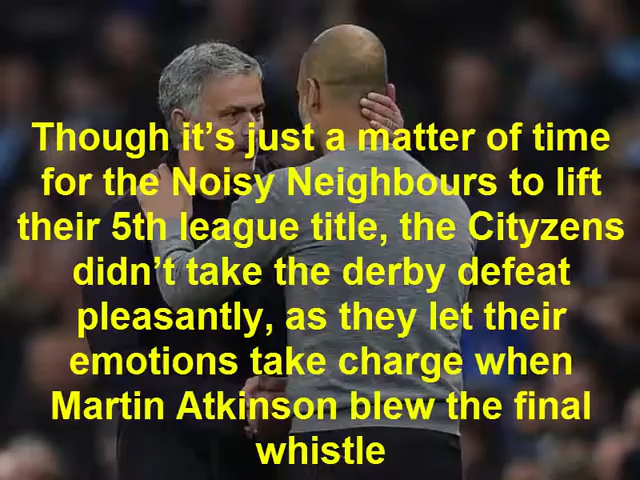 Though it’s just a matter of time
for the Noisy Neighbours to lift
their 5th league title, the Cityzens
didn’t take the derby defeat
pleasantly, as they let their
emotions take charge when
Martin Atkinson blew the final
whistle